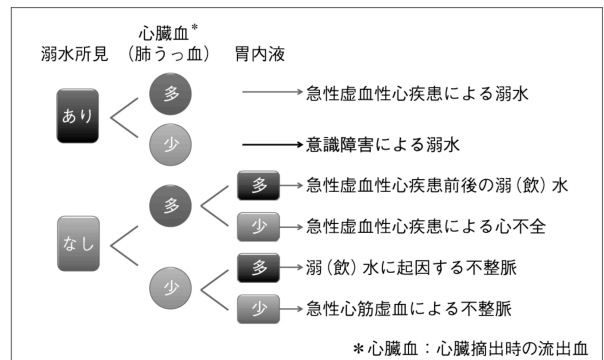 心臓血*
溺水所見 (肺うっ血) 胃内液
あり
多
急性虚血性心疾患による溺水
少
意識障害による溺水
なし
多
多
急性虚血性心疾患前後の溺(飲)水
少
急性虚血性心疾患による心不全
少
多
溺(飲)水に起因する不整脈
少
急性心筋虚血による不整脈
*心臓血:心臓摘出時の流出血